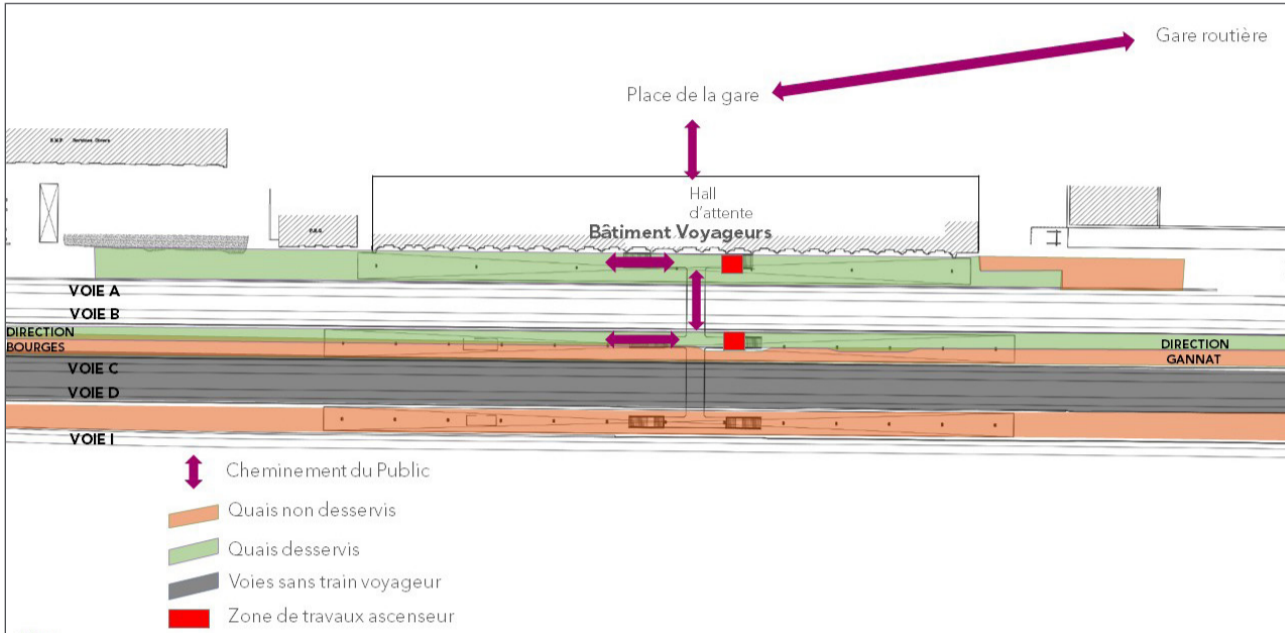 Gare routière
Place de la gare
Hall
d'attente
Bâtiment Voyageurs
VOIE A
VOIE B
DIRECTION
BOURGES
DIRECTION
GANNAT
VOIE C
VOIE D
VOIE I
Cheminement du Public
Quais non desservis
Quais desservis
Voies sans train voyageur
Zone de travaux ascenseur